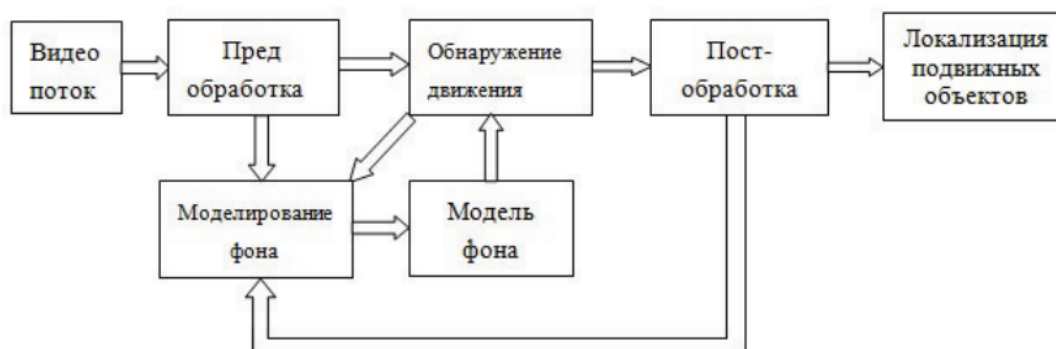 Видео
поток
Пред
обработка
Обнаружение
движения
Пост-
обработка
Локализация
подвижных
объектов
Моделирование
фона
Модель
фона